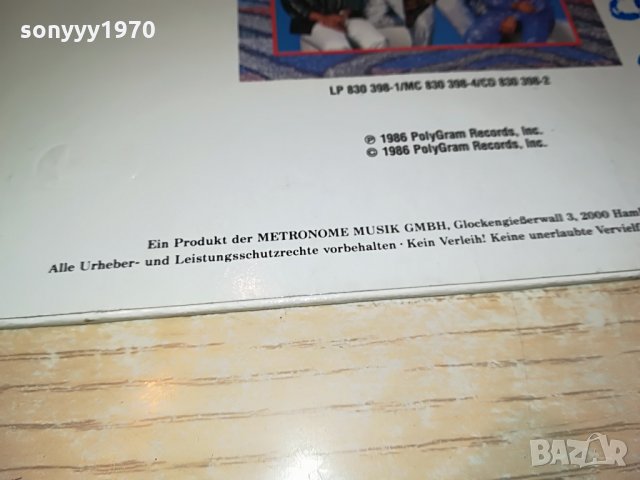 sonyyy1970
LP 830 398-1/MC 830 398-4/CD 830 398-2
℗ 1986 PolyGram Records, Inc.
© 1986 PolyGram Records, Inc.
Ein Produkt der METRONOME MUSIK GMBH, Glockengießerwall 3, 2000 Ham
Alle Urheber- und Leistungsschutzrechte vorbehalten · Kein Verleih! Keine unerlaubte Vervielf
BAZAR